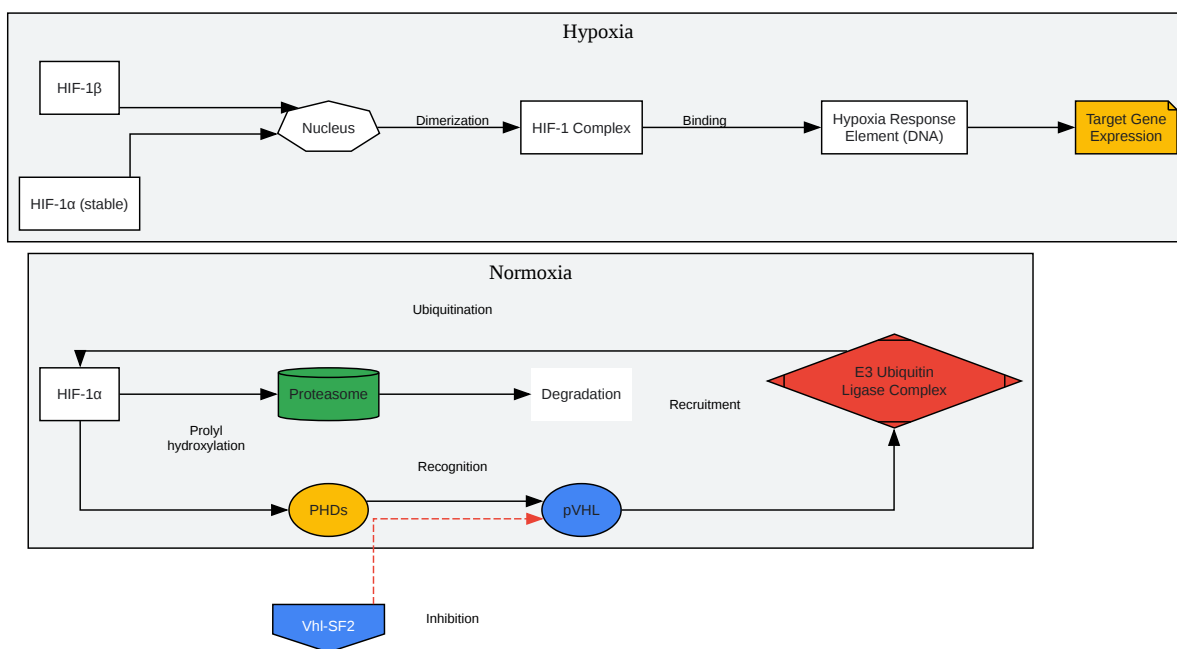 Hypoxia
HIF-1β
Nucleus
Dimerization
HIF-1 Complex
Binding
Hypoxia Response
Element (DNA)
Target Gene
Expression
HIF-1α (stable)
Normoxia
Ubiquitination
HIF-1α
Proteasome
Degradation
E3 Ubiquitin
Ligase Complex
Recruitment
Prolyl
hydroxylation
Recognition
PHDs
pVHL
Vhl-SF2
Inhibition